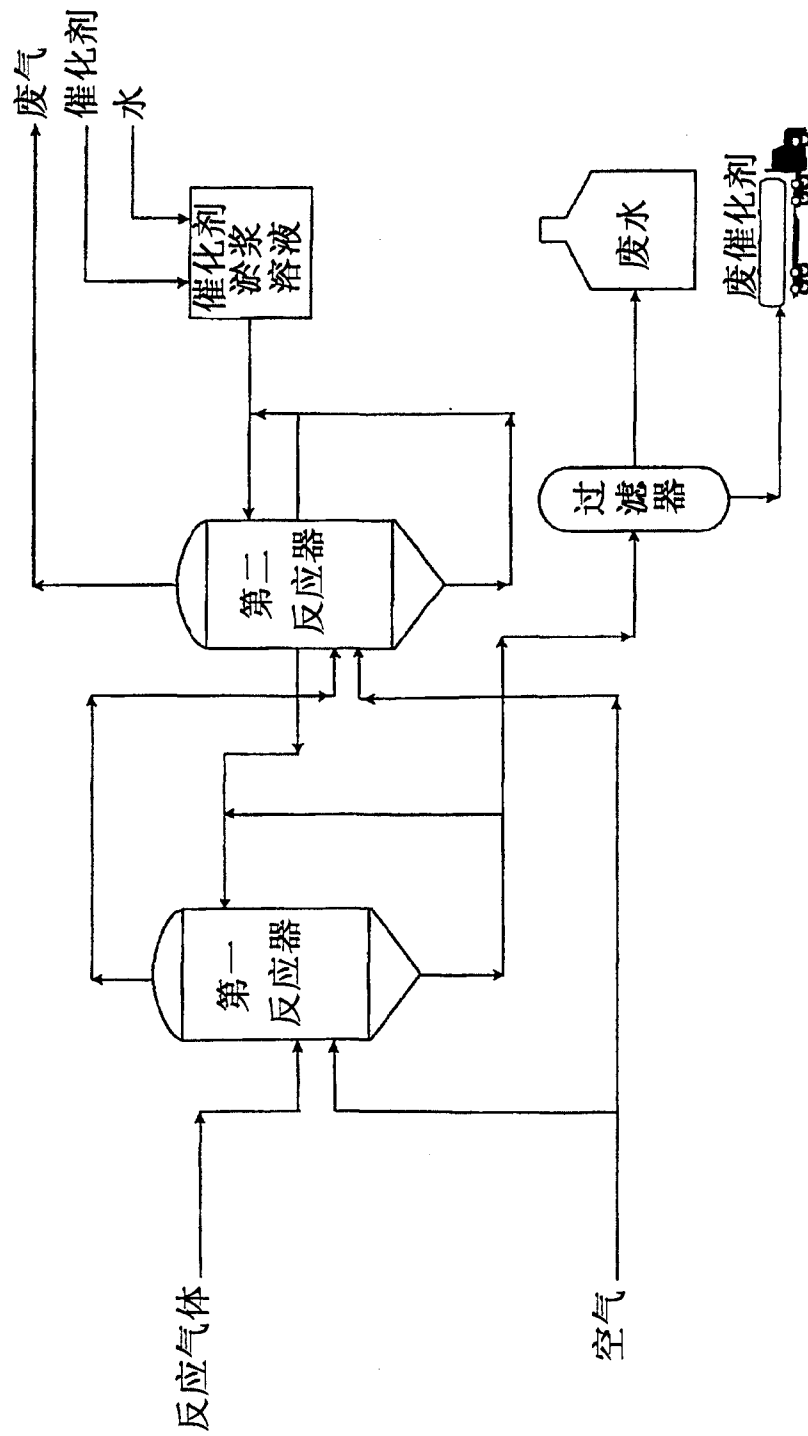 反应气体
空气
第一
反应器
第二
反应器
催化剂
淤浆
溶液
废气
催化剂
水
过
滤
器
废水
废催化剂